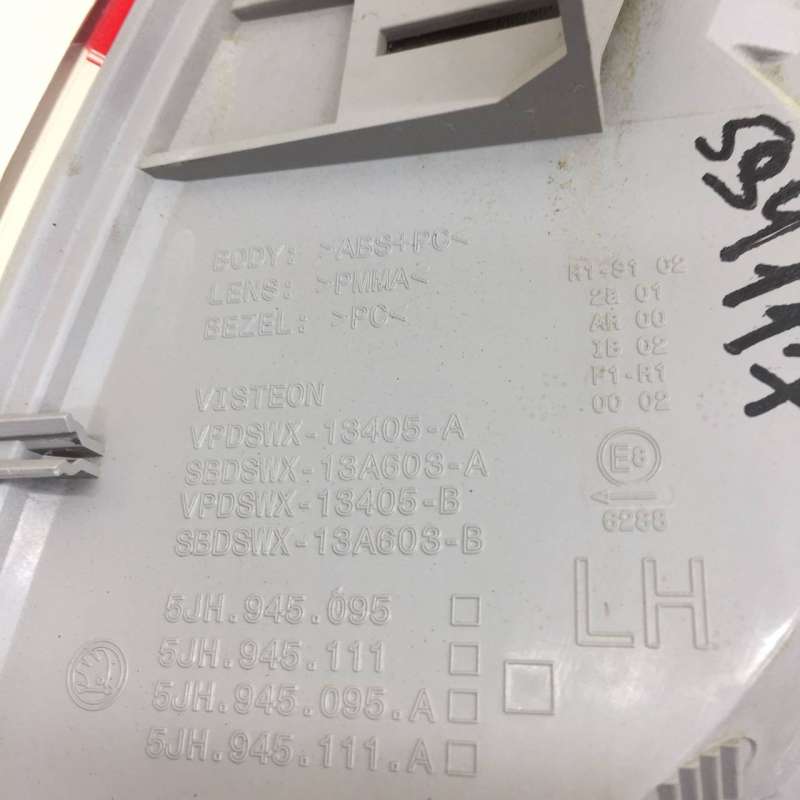 BODY: >ABS+PC<
LENS: >PMMA<
BEZEL: >PC<
R1-S1 02
2a 01
AR 00
IB 02
F1-R1
00 02
VISTEON
VPDSWX-13405-A
SBDSWX-13A603-A
VPDSWX-13405-B
SBDSWX-13A603-B
E8
6288
LH
5JH.945.095
5JH.945.111
5JH.945.095.A
5JH.945.111.A